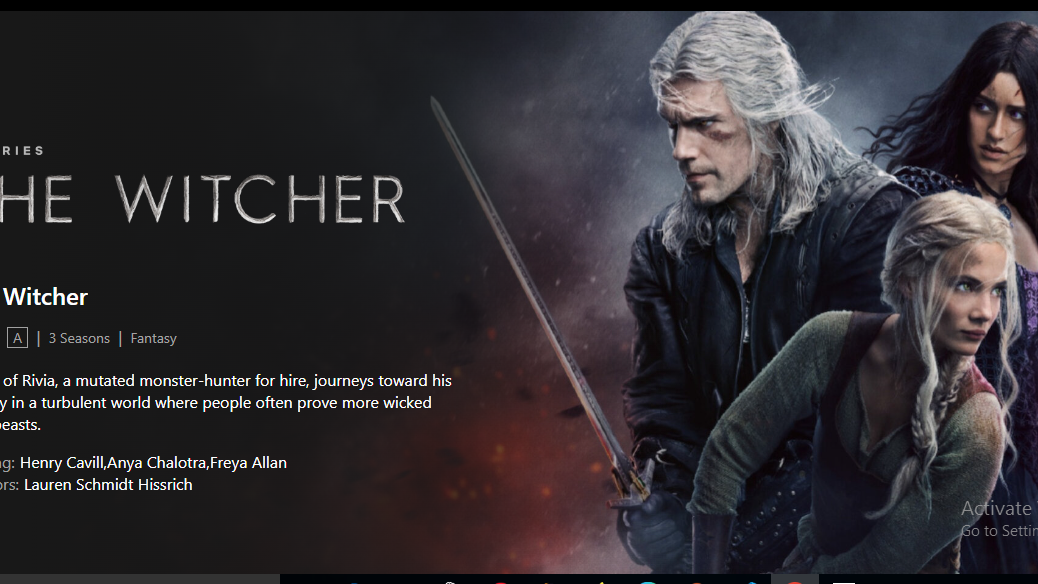 RIES
HE WITCHER
Witcher
A | 3 Seasons | Fantasy
of Rivia, a mutated monster-hunter for hire, journeys toward his
y in a turbulent world where people often prove more wicked
beasts.
ng: Henry Cavill,Anya Chalotra,Freya Allan
ors: Lauren Schmidt Hissrich
Activate
Go to Settin